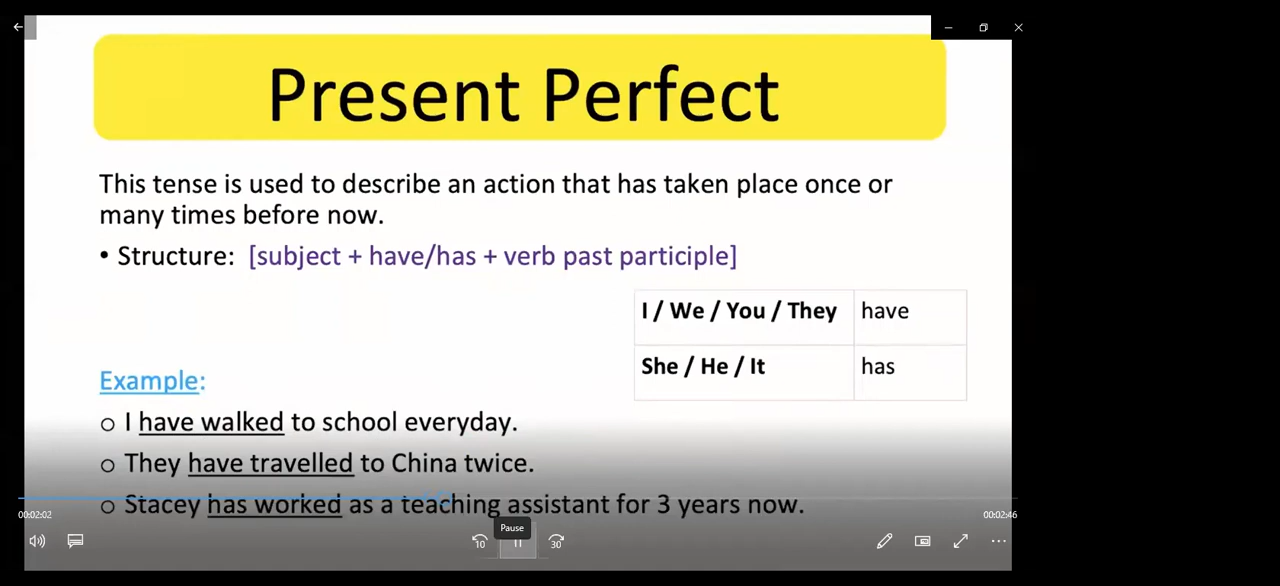 Present Perfect
This tense is used to describe an action that has taken place once or
many times before now.
• Structure: [subject + have/has + verb past participle]
I / We / You / They have
She / He / It has
Example:
o I have walked to school everyday.
o They have travelled to China twice.
o Stacey has worked as a teaching assistant for 3 years now.
00:02:02
00:02:46
Pause
10
30